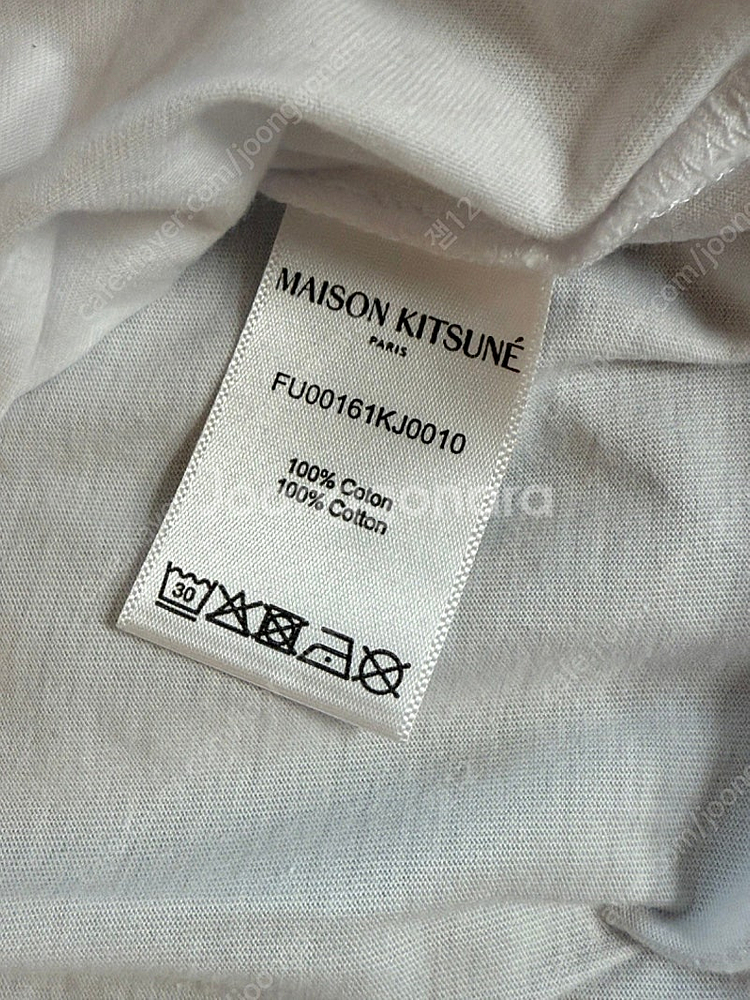 MAISON KITSUNÉ
PARIS
FU00161KJ0010
100% Coton
100% Cotton
30